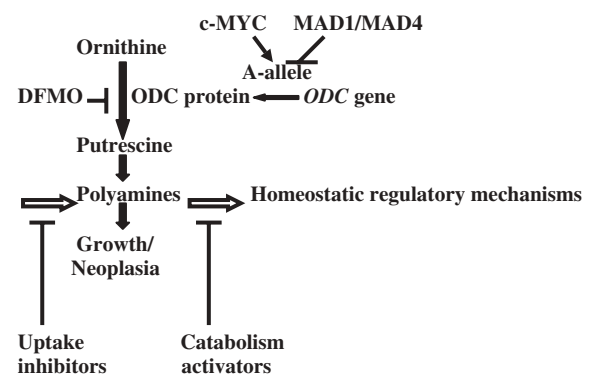 c-MYC MAD1/MAD4
Ornithine
A-allele
DFMO ODC protein ODC gene
Putrescine
Polyamines Homeostatic regulatory mechanisms
Growth/
Neoplasia
Uptake
inhibitors
Catabolism
activators